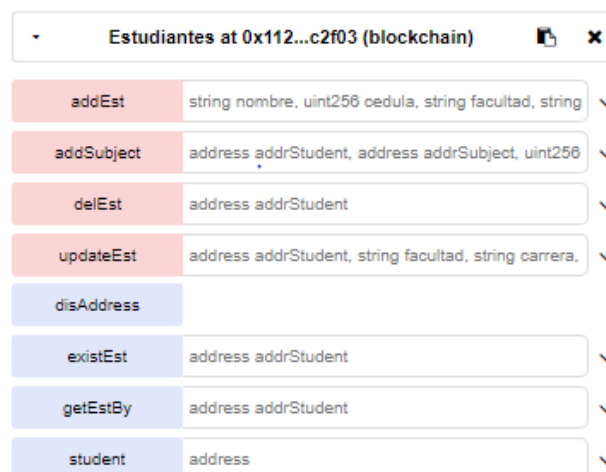 Estudiantes at 0x112...c2f03 (blockchain)
addEst string nombre, uint256 cedula, string facultad, string
addSubject address addrStudent, address addrSubject, uint256
delEst address addrStudent
updateEst address addrStudent, string facultad, string carrera,
disAddress
existEst address addrStudent
getEstBy address addrStudent
student address